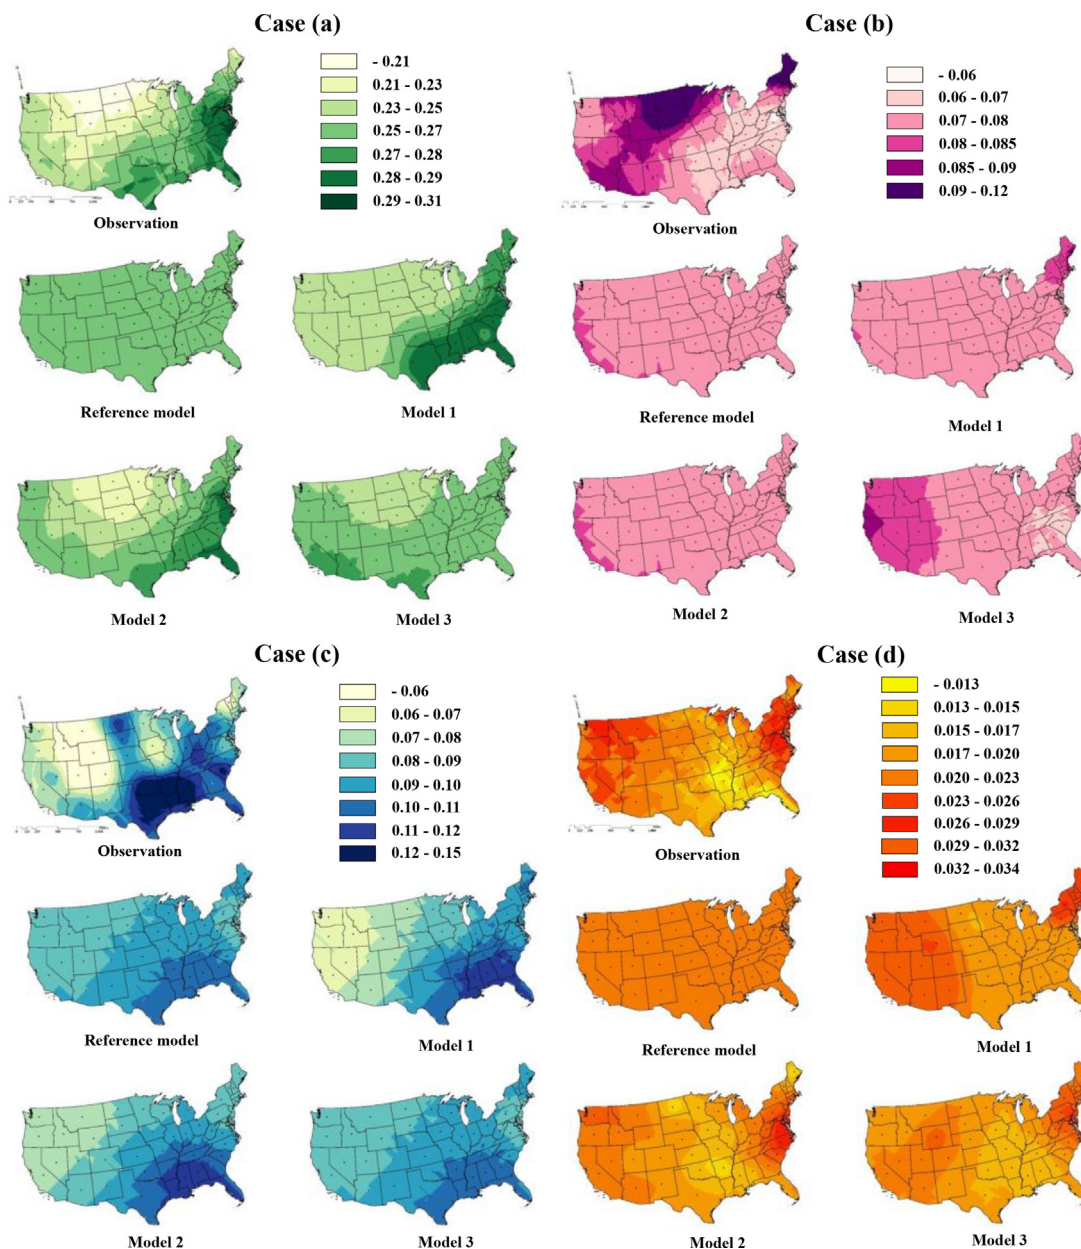 Case (a)
- 0.21
0.21 - 0.23
0.23 - 0.25
0.25 - 0.27
0.27 - 0.28
0.28 - 0.29
0.29 - 0.31
Observation
Reference model
Model 1
Model 2
Model 3
Case (b)
- 0.06
0.06 - 0.07
0.07 - 0.08
0.08 - 0.085
0.085 - 0.09
0.09 - 0.12
Observation
Reference model
Model 1
Model 2
Model 3
Case (c)
- 0.06
0.06 - 0.07
0.07 - 0.08
0.08 - 0.09
0.09 - 0.10
0.10 - 0.11
0.11 - 0.12
0.12 - 0.15
Observation
Reference model
Model 1
Model 2
Model 3
Case (d)
- 0.013
0.013 - 0.015
0.015 - 0.017
0.017 - 0.020
0.020 - 0.023
0.023 - 0.026
0.026 - 0.029
0.029 - 0.032
0.032 - 0.034
Observation
Reference model
Model 1
Model 2
Model 3